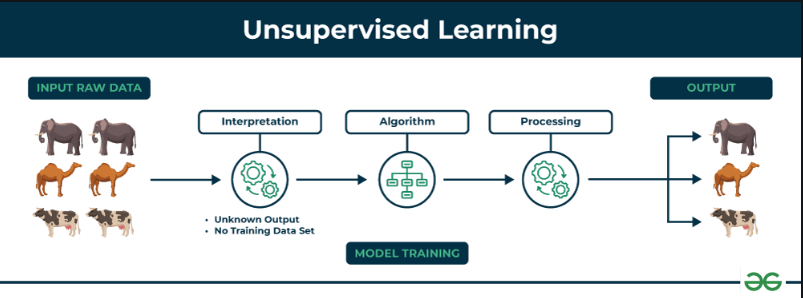 Unsupervised Learning
INPUT RAW DATA
OUTPUT
Interpretation
Algorithm
Processing
• Unknown Output
• No Training Data Set
MODEL TRAINING